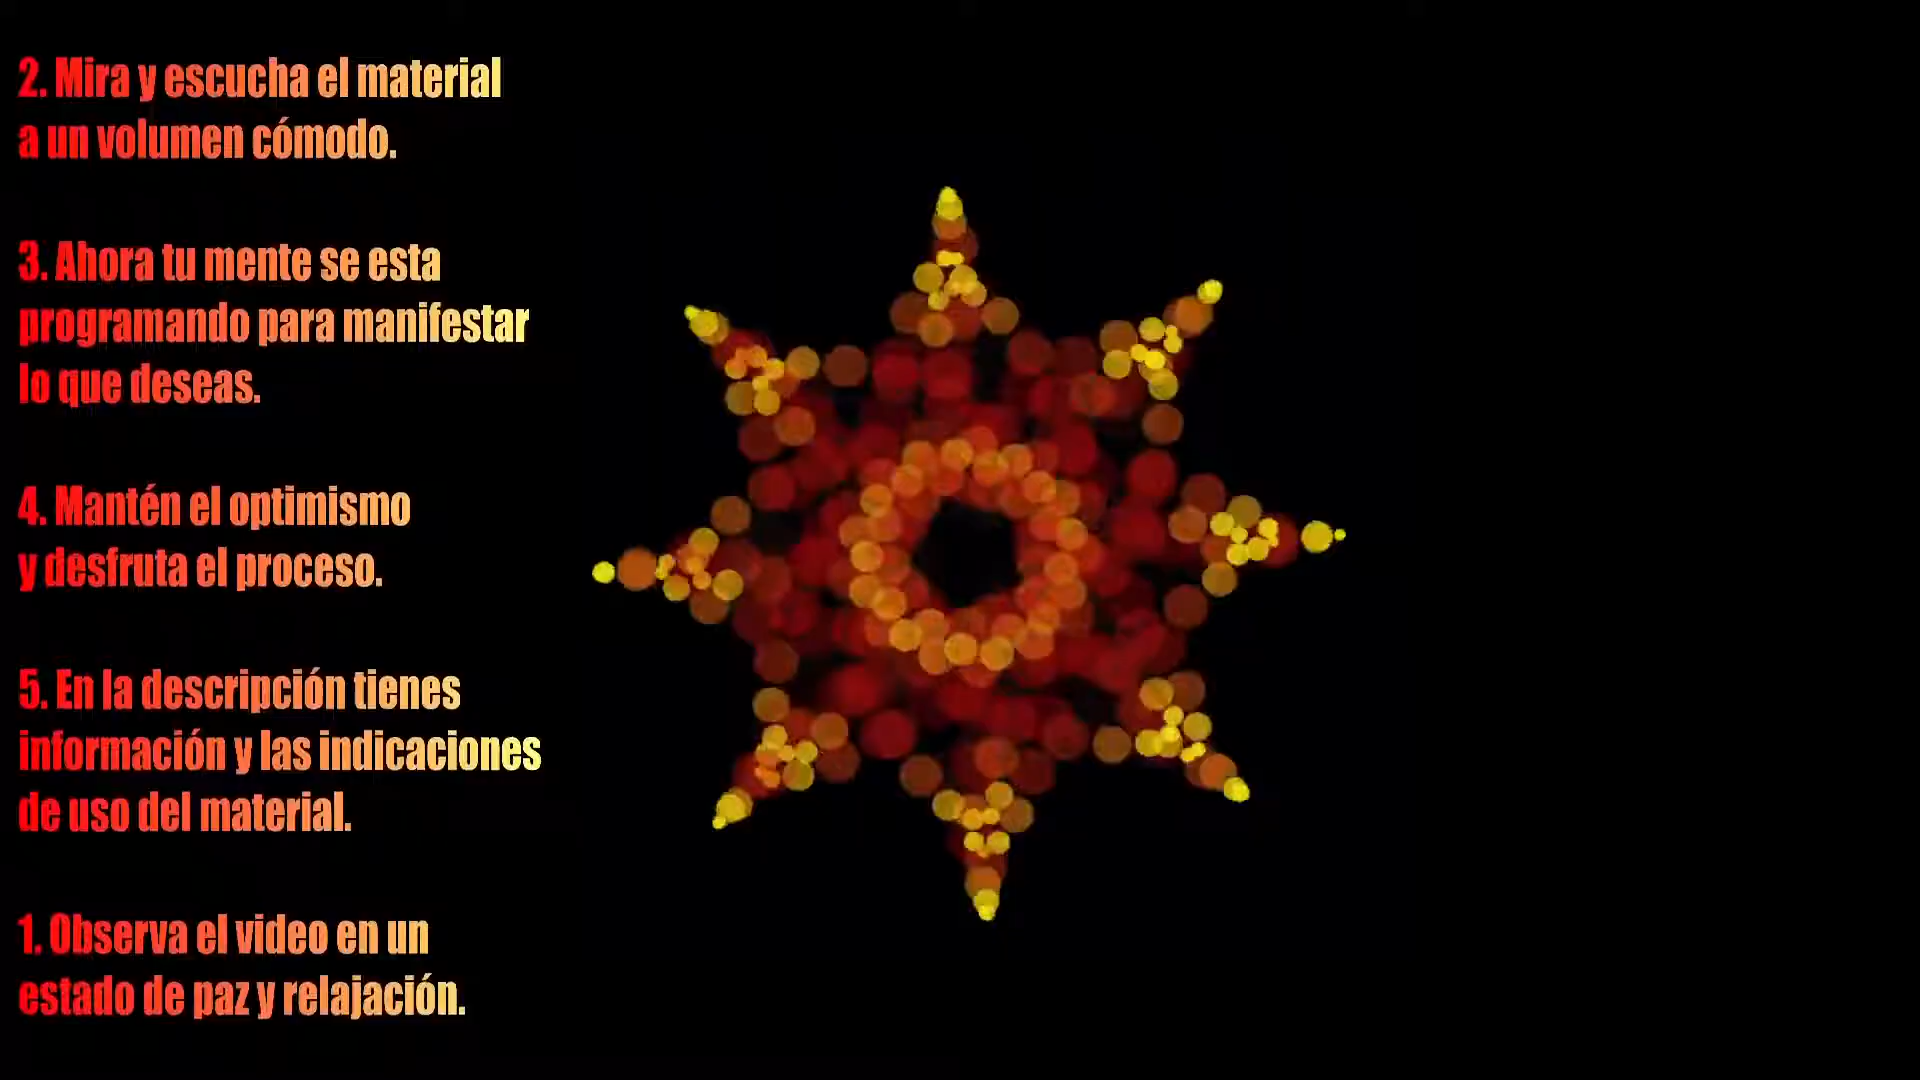 2. Mira y escucha el material
a un volumen cómodo.
3. Ahora tu mente se esta
programando para manifestar
lo que deseas.
4. Mantén el optimismo
y desfruta el proceso.
5. En la descripción tienes
información y las indicaciones
de uso del material.
1. Observa el video en un
estado de paz y relajación.